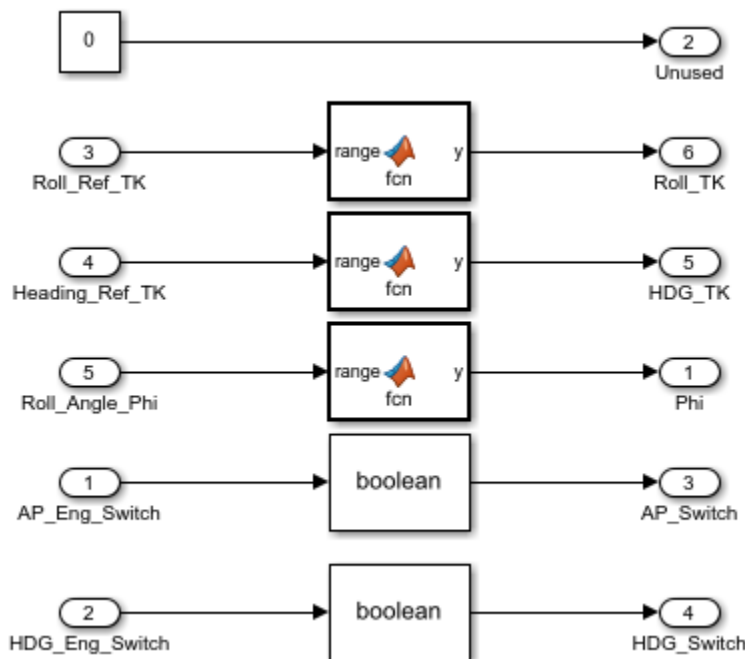 0
2
Unused
3
Roll_Ref_TK
range
y
fcn
6
Roll_TK
4
Heading_Ref_TK
range
y
fcn
5
HDG_TK
5
Roll_Angle_Phi
range
y
fcn
1
Phi
1
AP_Eng_Switch
boolean
3
AP_Switch
2
HDG_Eng_Switch
boolean
4
HDG_Switch